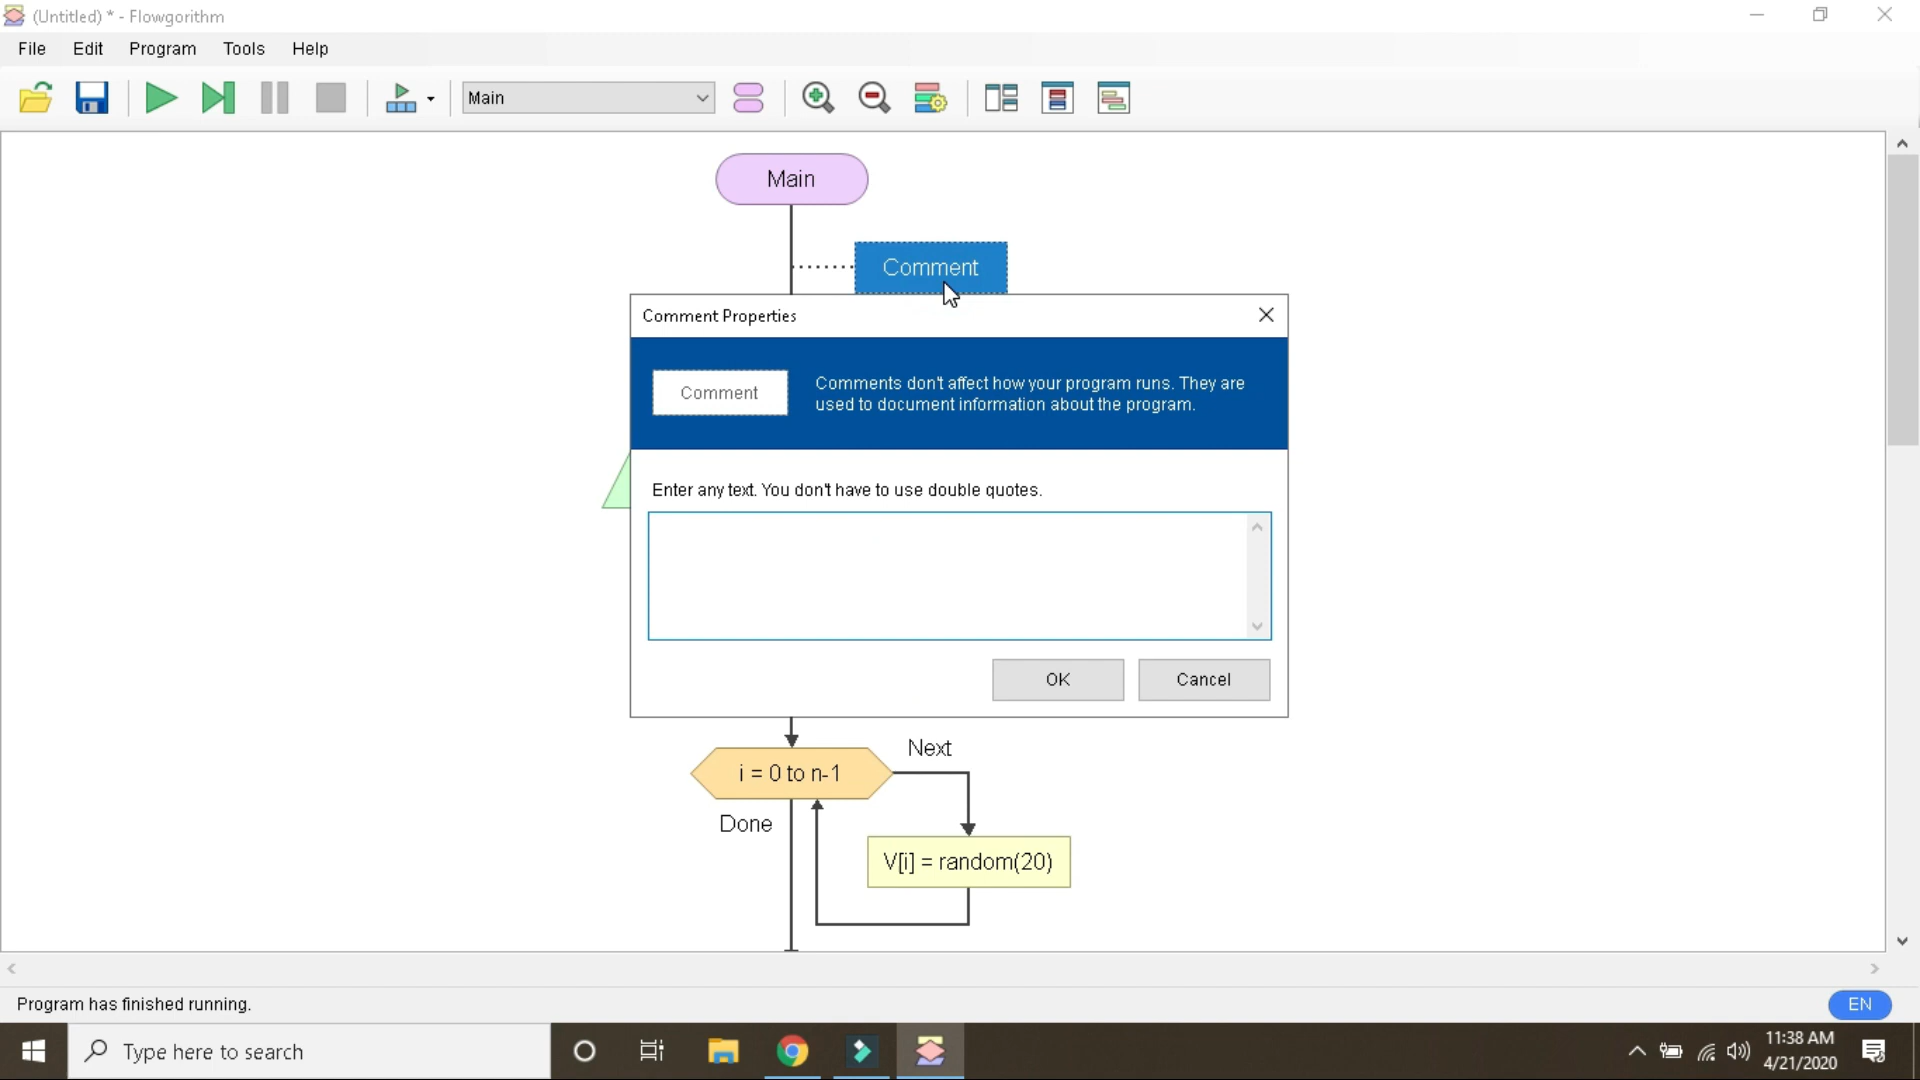 (Untitled) * - Flowgorithm
File Edit Program Tools Help
Main
Main
Comment
Comment Properties
Comment
Comments don't affect how your program runs. They are
used to document information about the program.
Enter any text. You don't have to use double quotes.
OK Cancel
Next
i = 0 to n-1
Done
V[i] = random(20)
Program has finished running.
EN
Type here to search
11:38 AM
4/21/2020